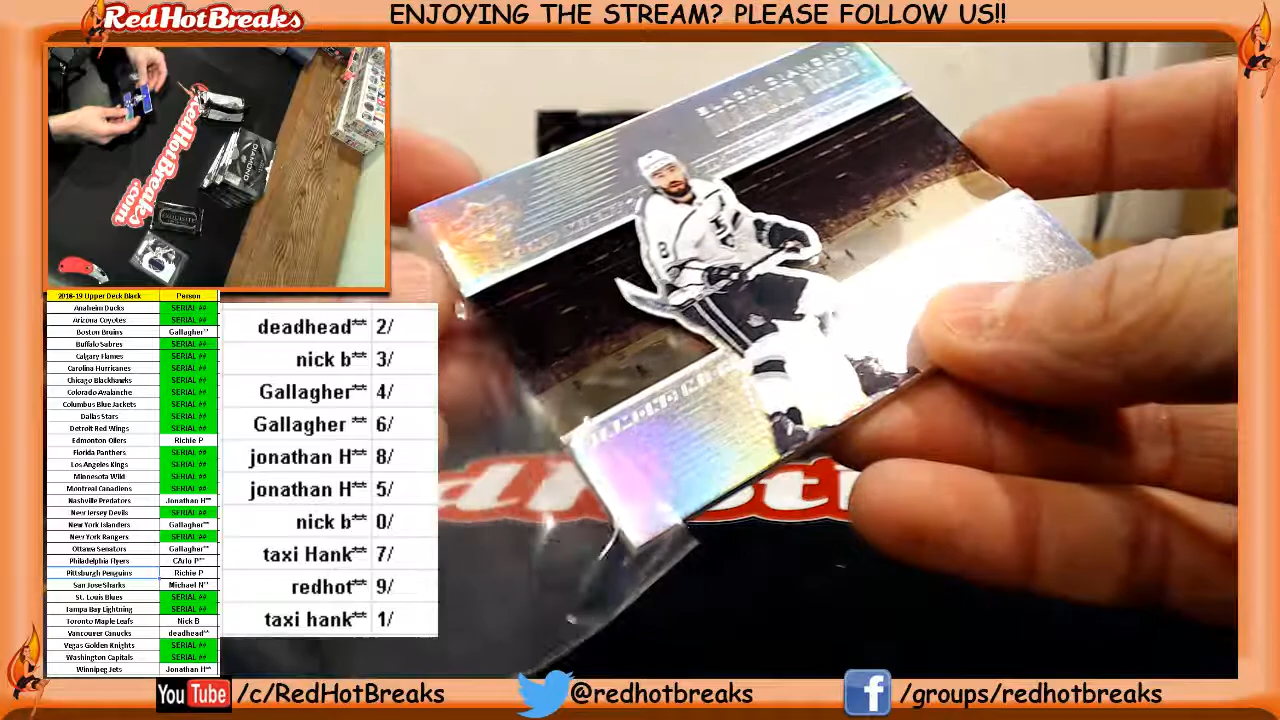 RedHotBreaks
ENJOYING THE STREAM? PLEASE FOLLOW US!!
RedHotBreaks
.com
DIAMOND
BLACK DIAMOND
2018-19 Upper Deck Black Person
Anaheim Ducks SERIAL ##
Arizona Coyotes SERIAL ##
Boston Bruins Gallagher**
Buffalo Sabres SERIAL ##
Calgary Flames SERIAL ##
Carolina Hurricanes SERIAL ##
Chicago Blackhawks SERIAL ##
Colorado Avalanche SERIAL ##
Columbus Blue Jackets SERIAL ##
Dallas Stars SERIAL ##
Detroit Red Wings SERIAL ##
Edmonton Oilers Richie P
Florida Panthers SERIAL ##
Los Angeles Kings SERIAL ##
Minnesota Wild SERIAL ##
Montreal Canadiens SERIAL ##
Nashville Predators Jonathan H**
New Jersey Devils SERIAL ##
New York Islanders Gallagher**
New York Rangers SERIAL ##
Ottawa Senators Gallagher**
Philadelphia Flyers CArlo P**
Pittsburgh Penguins Richie P
San Jose Sharks Michael N**
St. Louis Blues SERIAL ##
Tampa Bay Lightning SERIAL ##
Toronto Maple Leafs Nick B
Vancouver Canucks deadhead**
Vegas Golden Knights SERIAL ##
Washington Capitals SERIAL ##
Winnipeg Jets Jonathan H**
deadhead** 2/
nick b** 3/
Gallagher** 4/
Gallagher ** 6/
jonathan H** 8/
jonathan H** 5/
nick b** 0/
taxi Hank** 7/
redhot** 9/
taxi hank** 1/
You Tube /c/RedHotBreaks
@redhotbreaks
f /groups/redhotbreaks